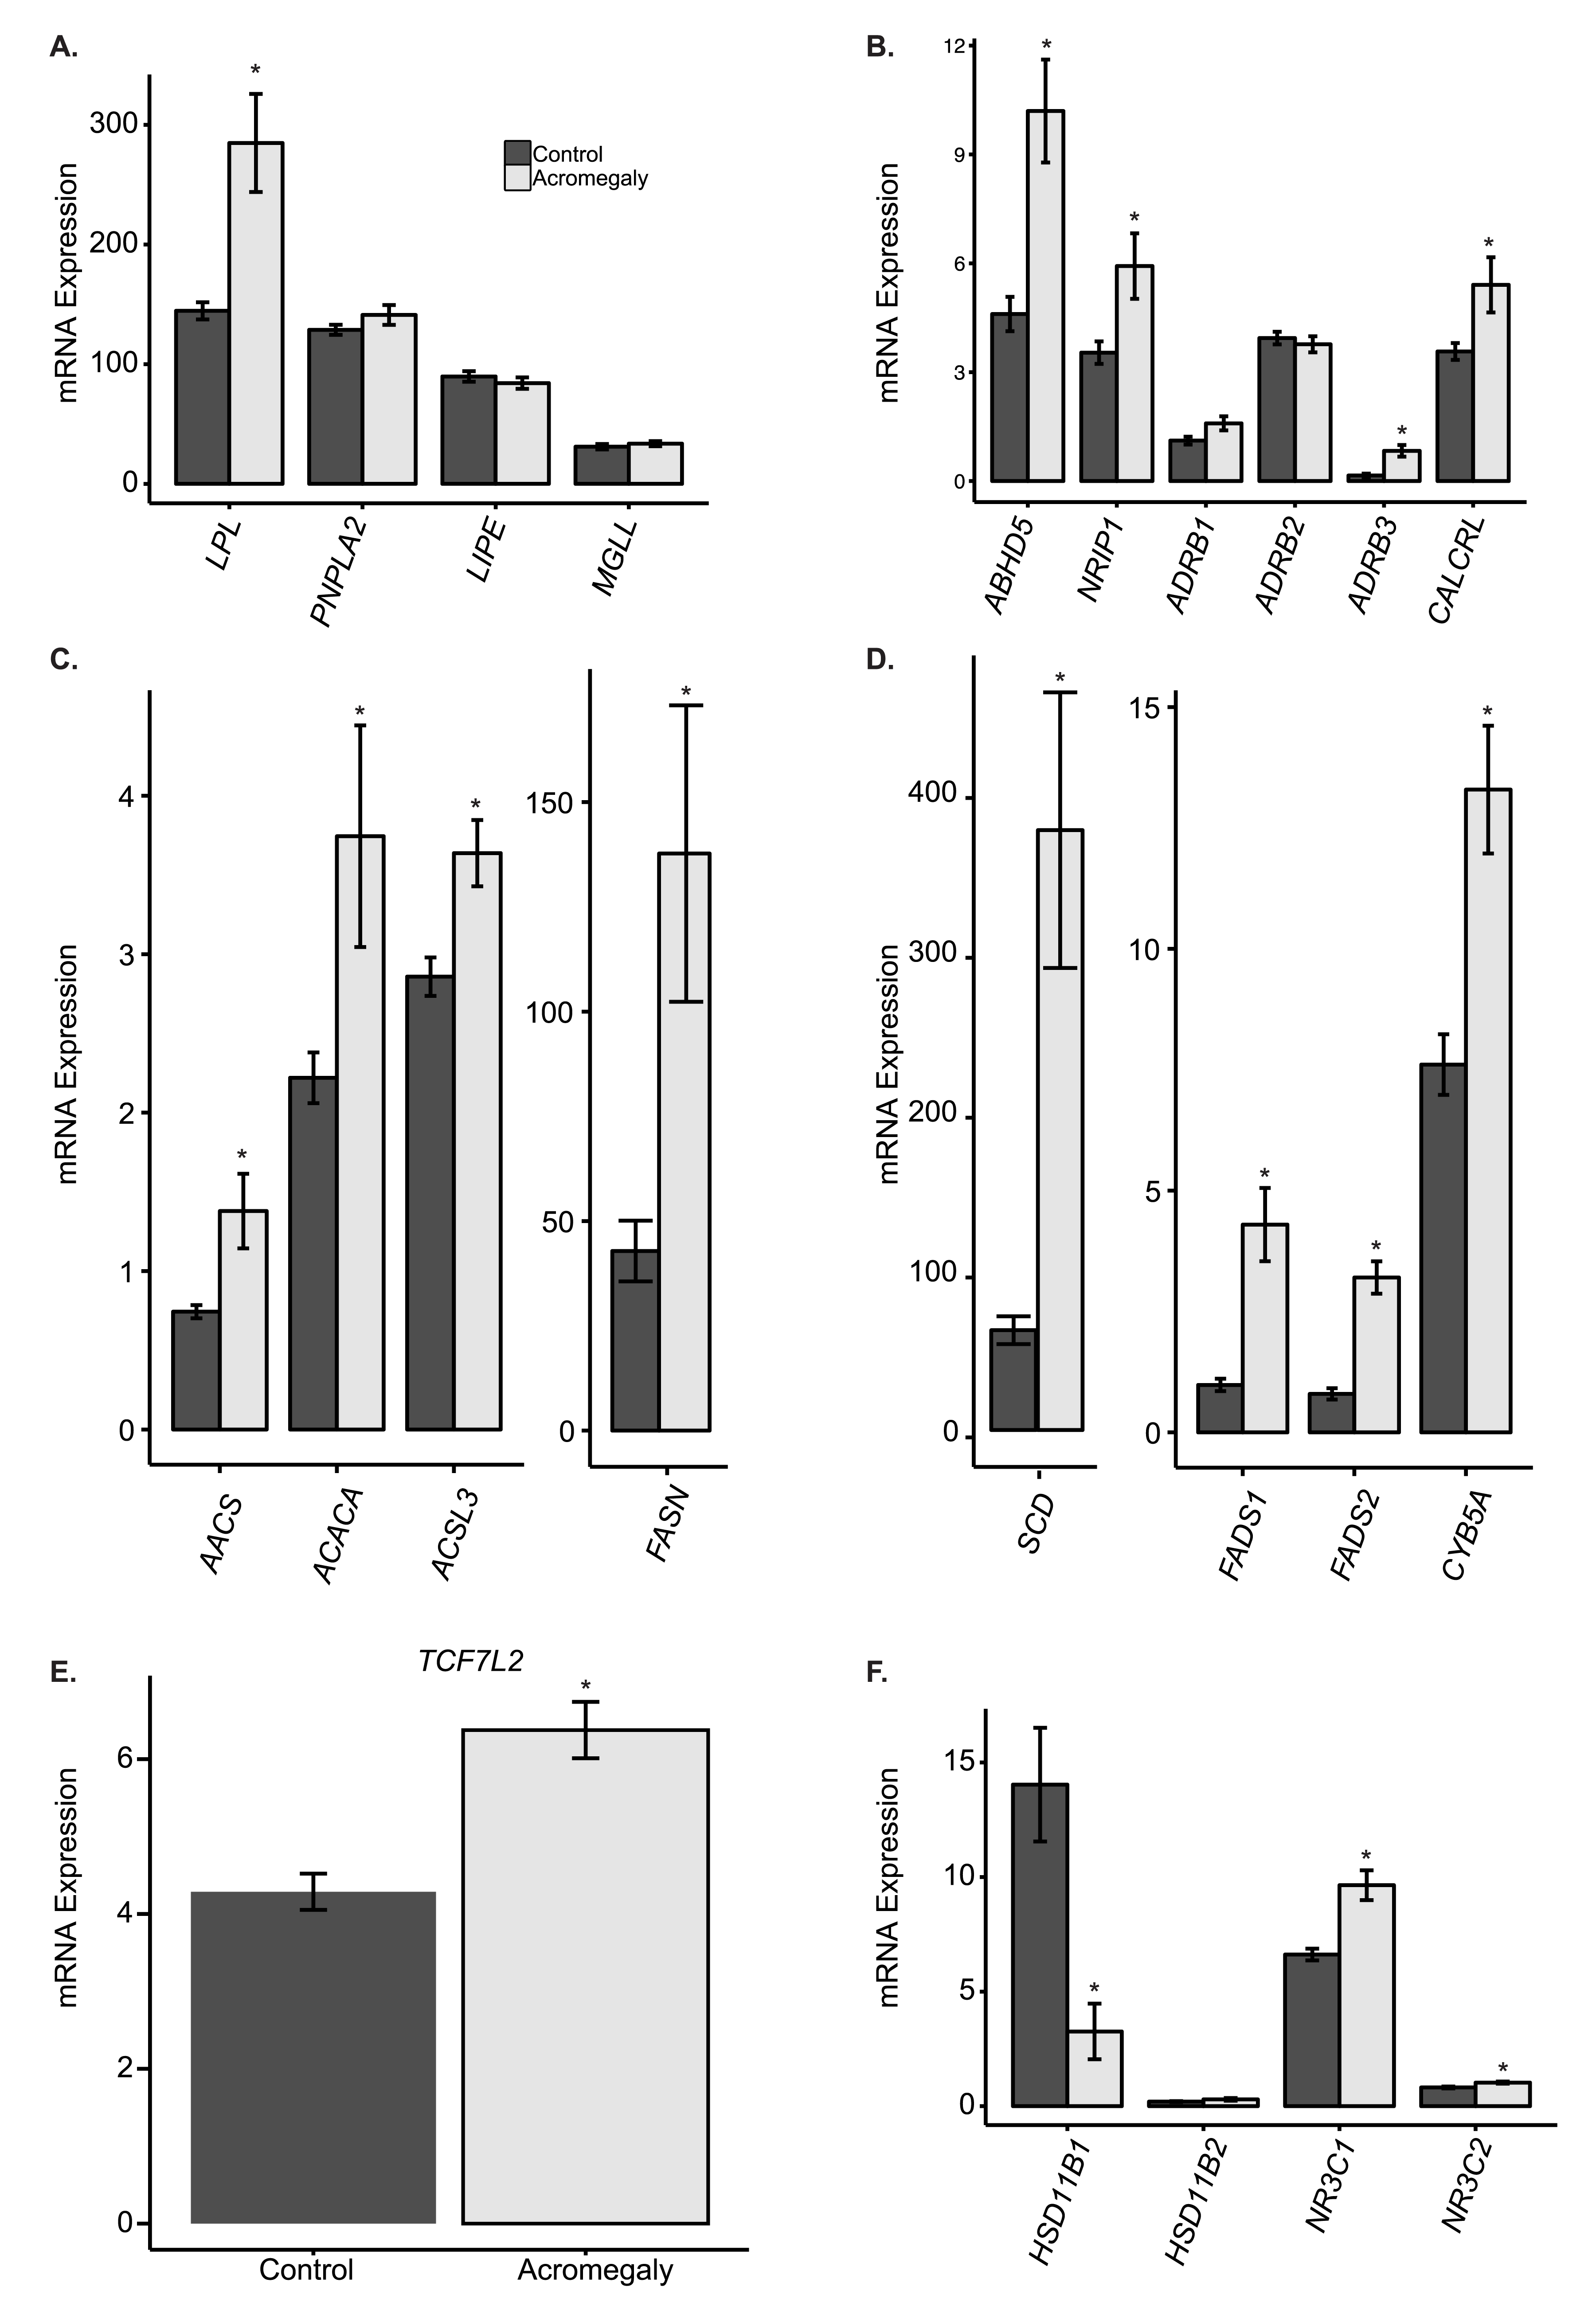 A.
mRNA Expression
300
200
100
0
*
Control
Acromegaly
LPL
PNPLA2
LIPE
MGLL
B.
mRNA Expression
12
9
6
3
0
*
*
*
*
ABHD5
NRIP1
ADRB1
ADRB2
ADRB3
CALCRL
C.
mRNA Expression
4
3
2
1
0
*
*
*
AACS
ACACA
ACSL3
150
100
50
0
*
FASN
D.
mRNA Expression
400
300
200
100
0
*
SCD
15
10
5
0
*
*
*
FADS1
FADS2
CYB5A
E.
TCF7L2
mRNA Expression
6
4
2
0
*
Control
Acromegaly
F.
mRNA Expression
15
10
5
0
*
*
*
HSD11B1
HSD11B2
NR3C1
NR3C2